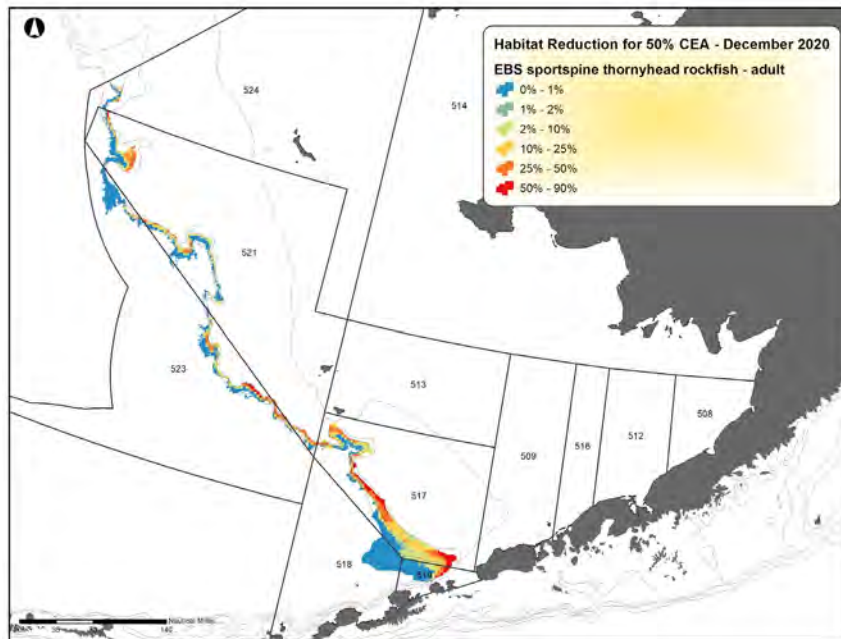 Habitat Reduction for 50% CEA - December 2020
EBS sportspine thornyhead rockfish - adult
0% - 1%
1% - 2%
2% - 10%
10% - 25%
25% - 50%
50% - 90%
524
514
521
523
513
509
516
512
508
517
518
519
140
Nautical Miles